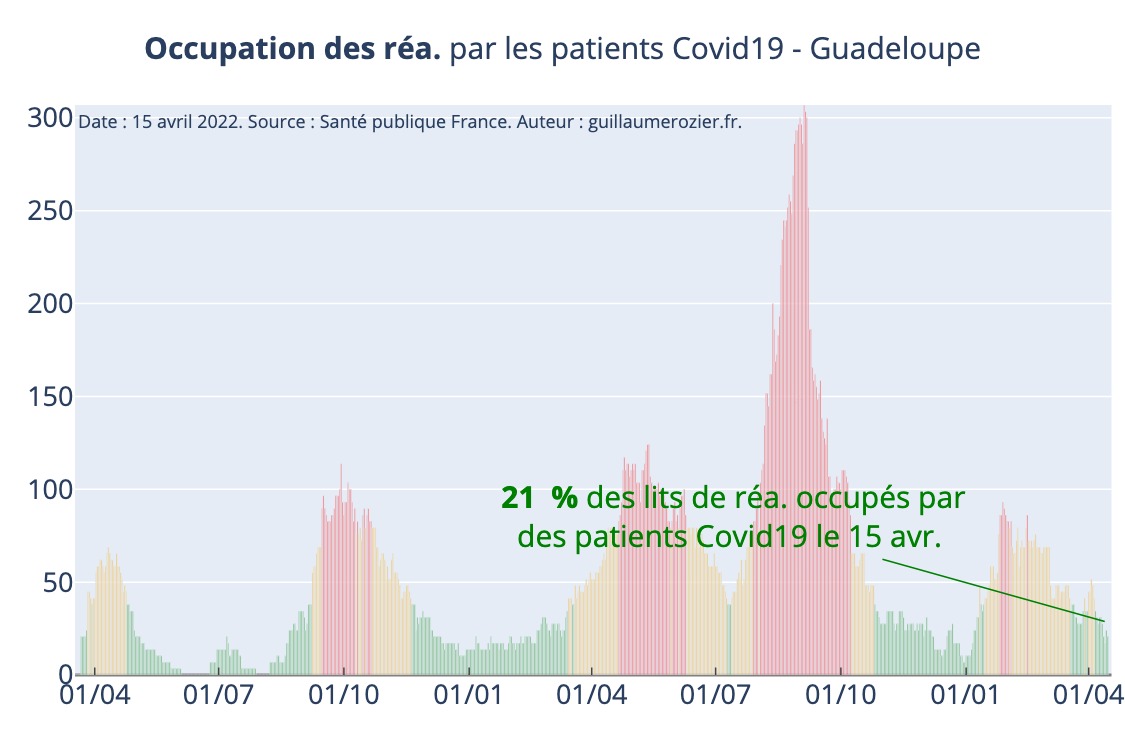 Occupation des réa. par les patients Covid19 - Guadeloupe
300
Date : 15 avril 2022. Source : Santé publique France. Auteur : guillaumerozier.fr.
250
200
150
100
21 % des lits de réa. occupés par
des patients Covid19 le 15 avr.
50
0
01/04 01/07 01/10 01/01 01/04 01/07 01/10 01/01 01/04